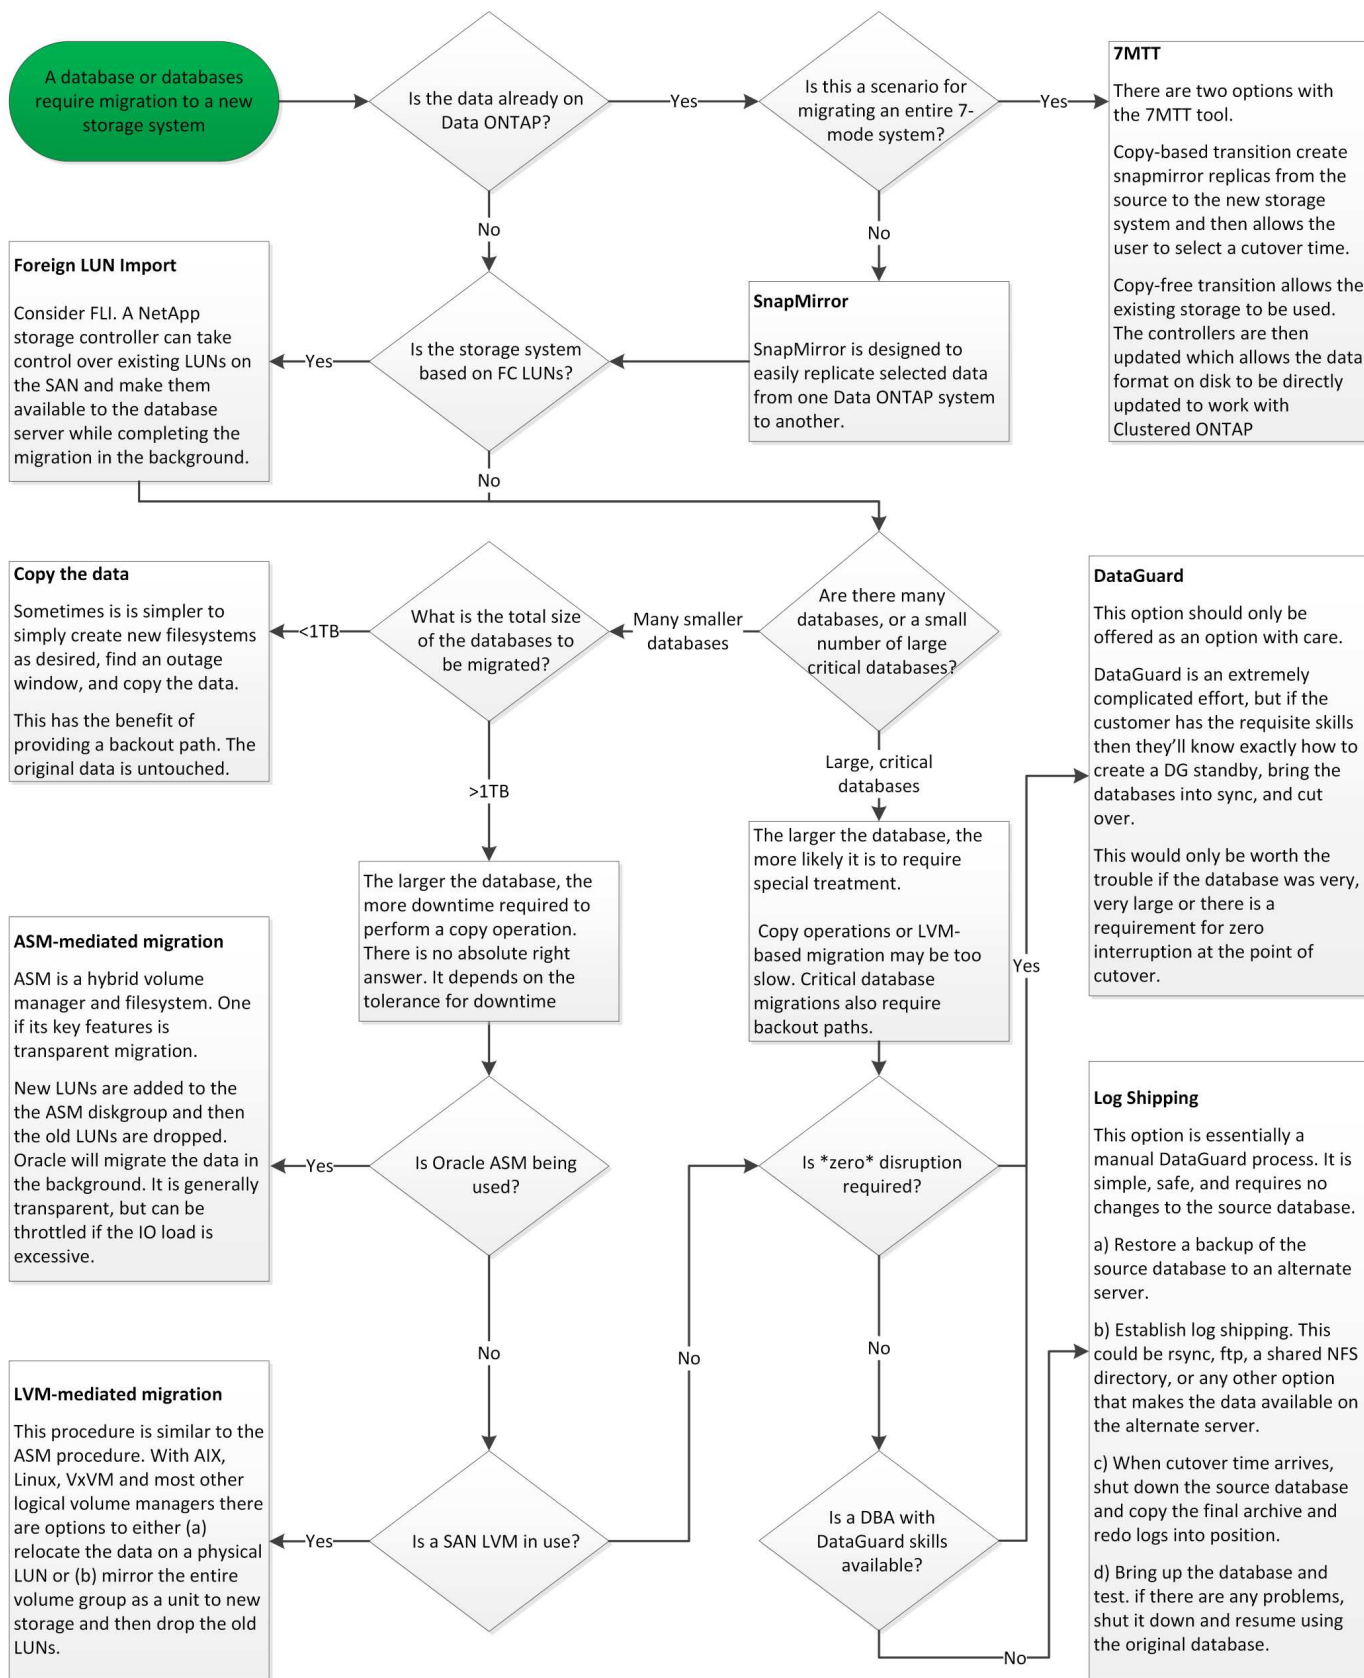 A database or databases
require migration to a new
storage system
Is the data already on
Data ONTAP?
Yes
Is this a scenario for
migrating an entire 7-
mode system?
Yes
7MTT
There are two options with
the 7MTT tool.
Copy-based transition create
snapmirror replicas from the
source to the new storage
system and then allows the
user to select a cutover time.
Copy-free transition allows the
existing storage to be used.
The controllers are then
updated which allows the data
format on disk to be directly
updated to work with
Clustered ONTAP
No
No
Foreign LUN Import
Consider FLI. A NetApp
storage controller can take
control over existing LUNs on
the SAN and make them
available to the database
server while completing the
migration in the background.
Yes
Is the storage system
based on FC LUNs?
SnapMirror
SnapMirror is designed to
easily replicate selected data
from one Data ONTAP system
to another.
No
Copy the data
Sometimes is is simpler to
simply create new filesystems
as desired, find an outage
window, and copy the data.
This has the benefit of
providing a backout path. The
original data is untouched.
<1TB
What is the total size
of the databases to
be migrated?
Many smaller
databases
Are there many
databases, or a small
number of large
critical databases?
DataGuard
This option should only be
offered as an option with care.
DataGuard is an extremely
complicated effort, but if the
customer has the requisite skills
then they'll know exactly how to
create a DG standby, bring the
databases into sync, and cut
over.
This would only be worth the
trouble if the database was very,
very large or there is a
requirement for zero
interruption at the point of
cutover.
>1TB
Large, critical
databases
The larger the database, the
more downtime required to
perform a copy operation.
There is no absolute right
answer. It depends on the
tolerance for downtime
The larger the database, the
more likely it is to require
special treatment.
Copy operations or LVM-
based migration may be too
slow. Critical database
migrations also require
backout paths.
Yes
ASM-mediated migration
ASM is a hybrid volume
manager and filesystem. One
if its key features is
transparent migration.
New LUNs are added to the
the ASM diskgroup and then
the old LUNs are dropped.
Oracle will migrate the data in
the background. It is generally
transparent, but can be
throttled if the IO load is
excessive.
Yes
Is Oracle ASM being
used?
Is *zero* disruption
required?
Log Shipping
This option is essentially a
manual DataGuard process. It is
simple, safe, and requires no
changes to the source database.
a) Restore a backup of the
source database to an alternate
server.
b) Establish log shipping. This
could be rsync, ftp, a shared NFS
directory, or any other option
that makes the data available on
the alternate server.
c) When cutover time arrives,
shut down the source database
and copy the final archive and
redo logs into position.
d) Bring up the database and
test. if there are any problems,
shut it down and resume using
the original database.
No
No
No
LVM-mediated migration
This procedure is similar to the
ASM procedure. With AIX,
Linux, VxVM and most other
logical volume managers there
are options to either (a)
relocate the data on a physical
LUN or (b) mirror the entire
volume group as a unit to new
storage and then drop the old
LUNs.
Yes
Is a SAN LVM in use?
Is a DBA with
DataGuard skills
available?
No